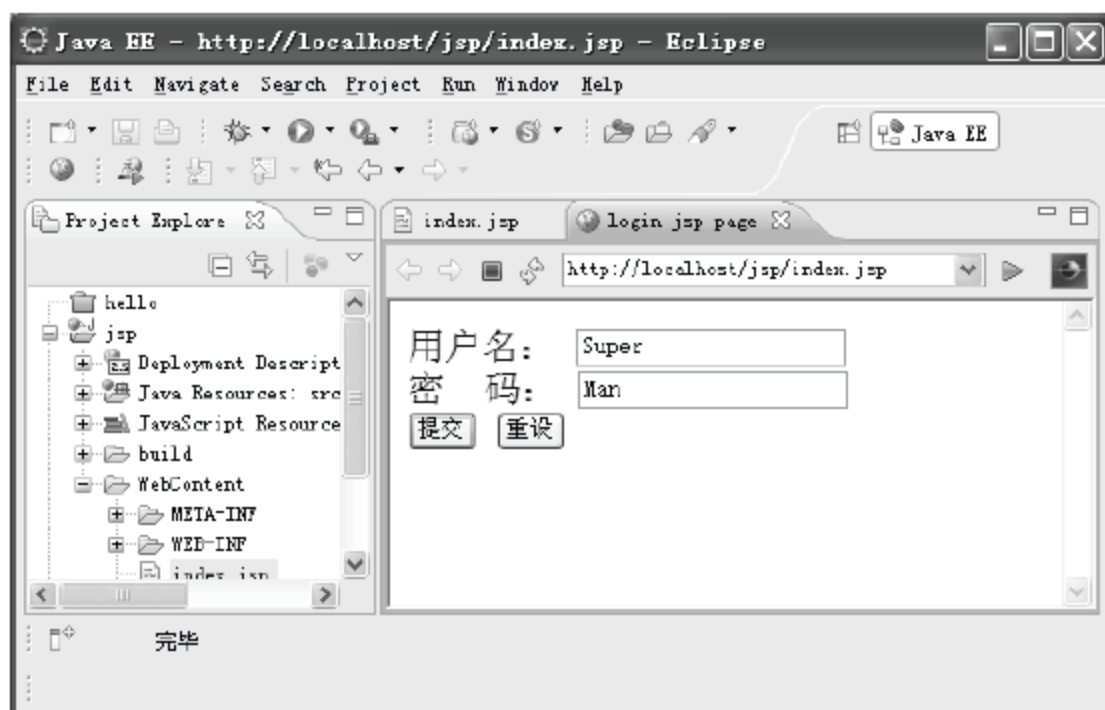 Java EE - http://localhost/jsp/index.jsp - Eclipse
File Edit Navigate Search Project Run Window Help
Java EE
Project Explore
index.jsp
login jsp page
http://localhost/jsp/index.jsp
hello
jsp
Deployment Descript
Java Resources: src
JavaScript Resource
build
WebContent
META-INF
WEB-INF
index.jsp
用户名： Super
密 码： Man
提交 重设
完毕